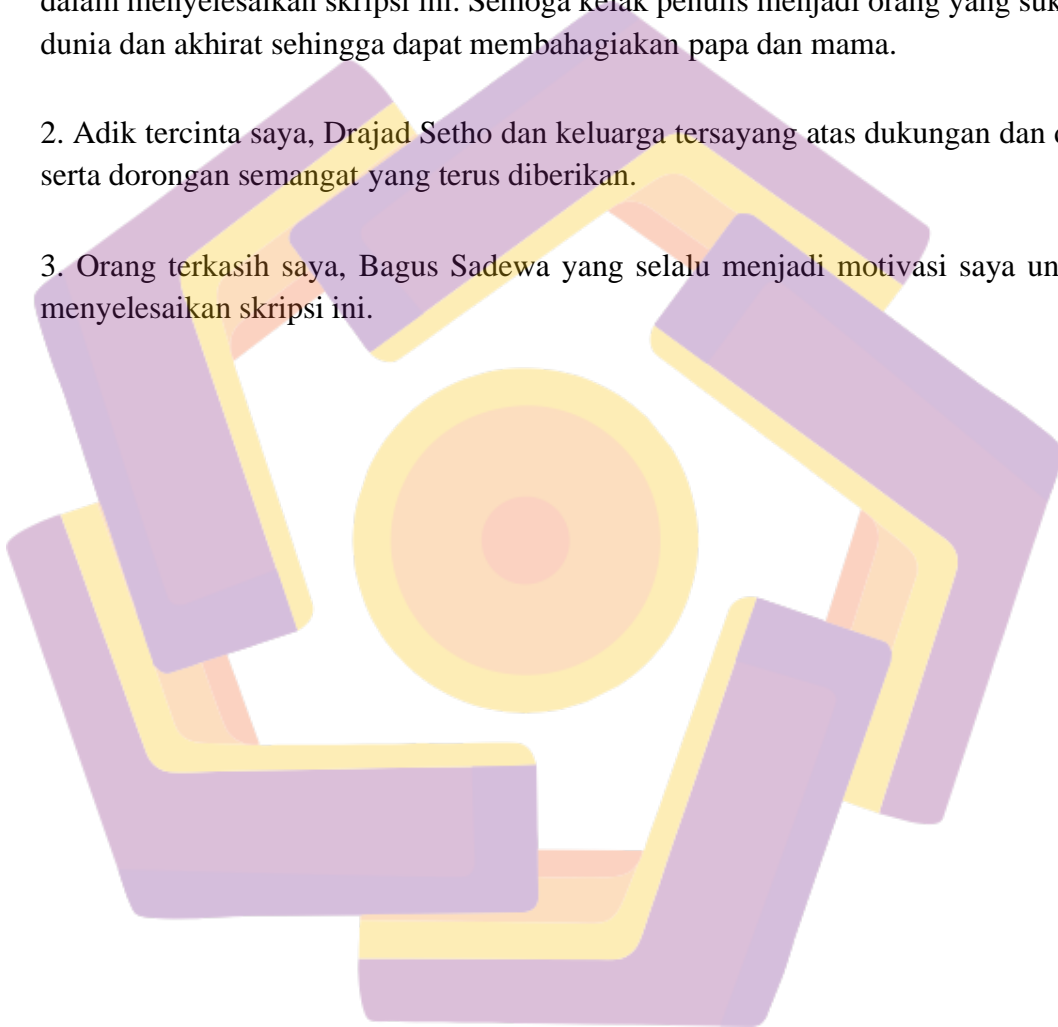 dalam menyelesaikan skripsi ini. Semoga kelak penulis menjadi orang yang
dunia dan akhirat sehingga dapat membahagiakan papa dan mama.
2. Adik tercinta saya, Drajad Setho dan keluarga tersayang atas dukungan dan
serta dorongan semangat yang terus diberikan.
3. Orang terkasih saya, Bagus Sadewa yang selalu menjadi motivasi saya
menyelesaikan skripsi ini.